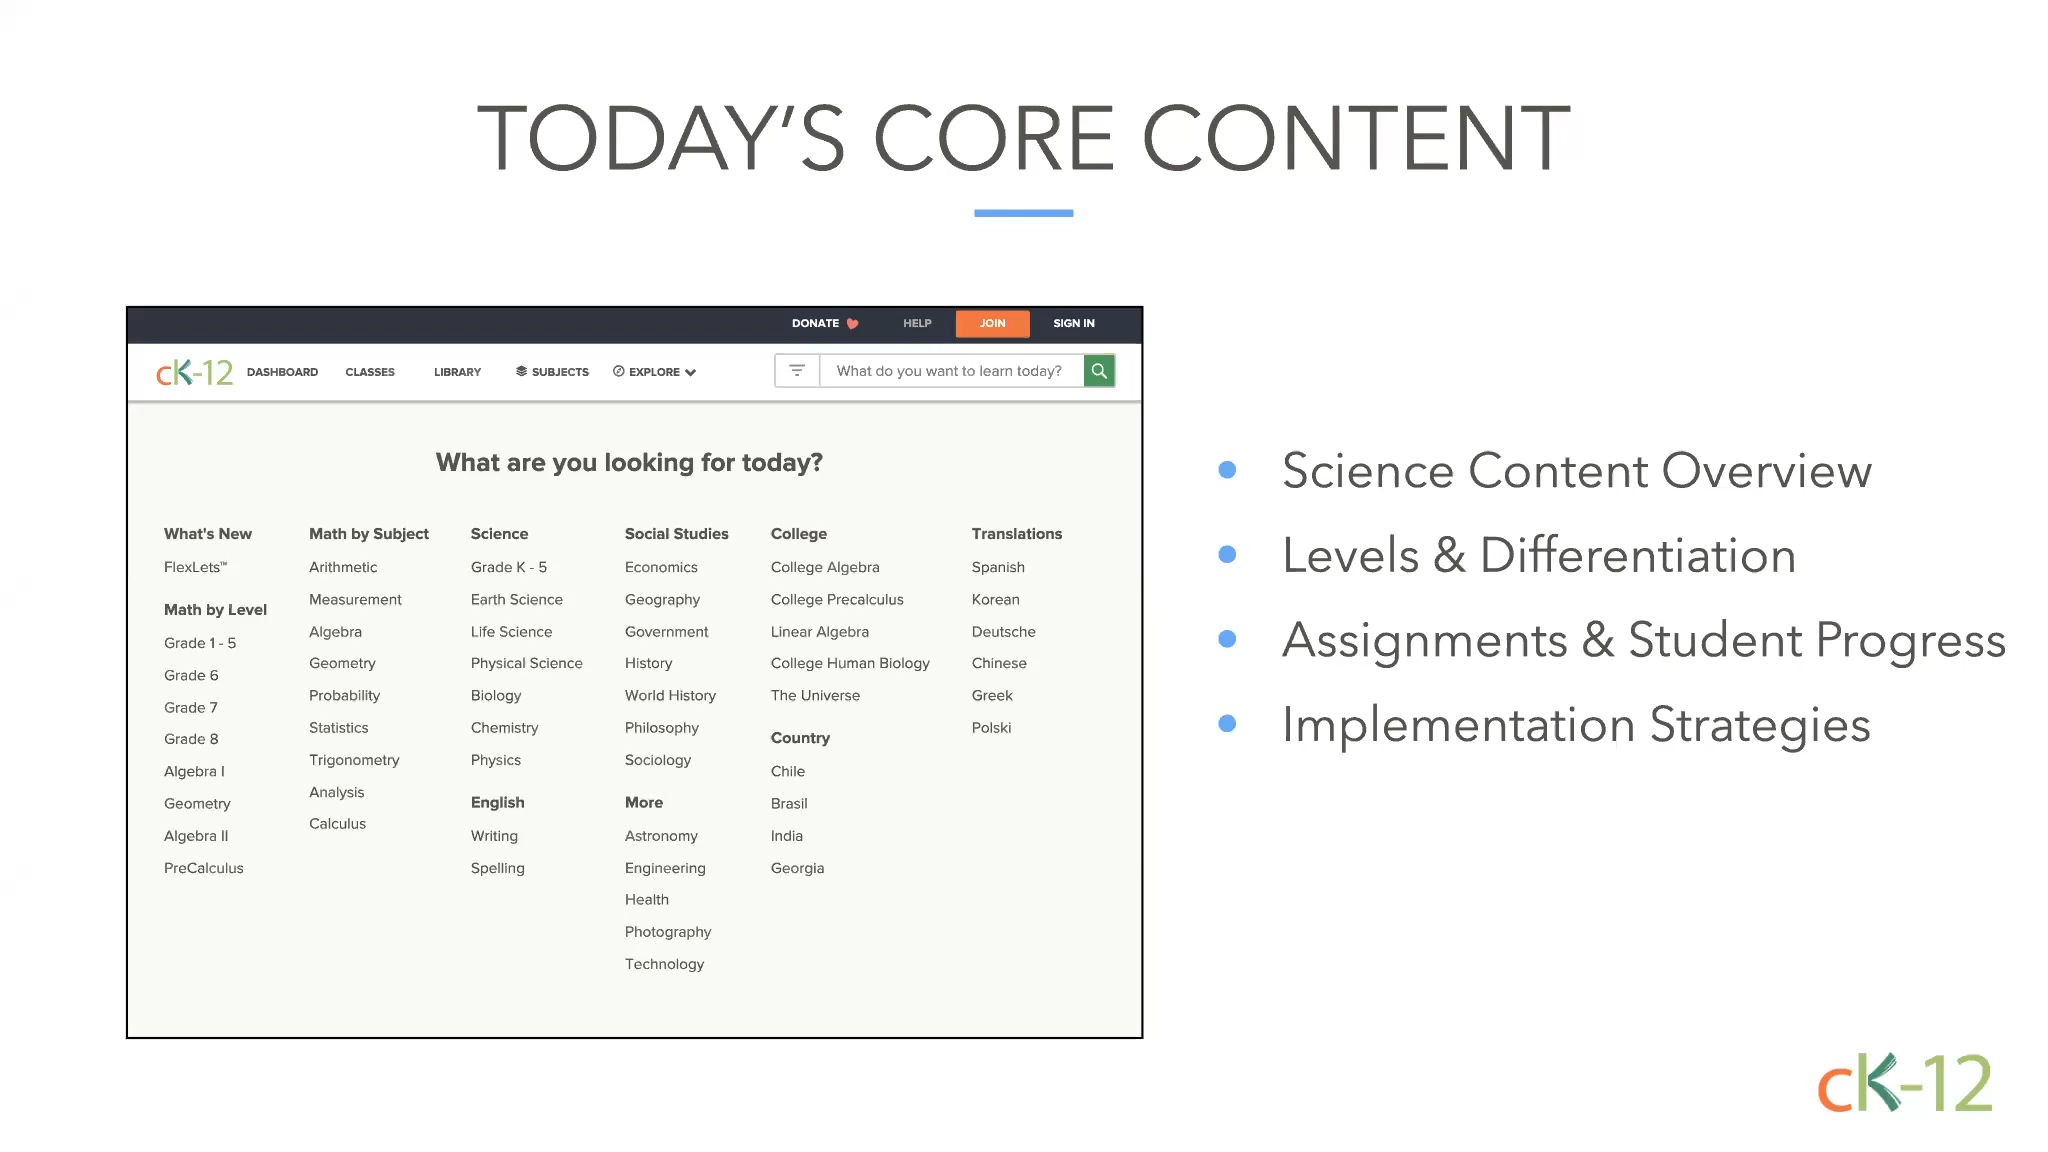 TODAY’S CORE CONTENT
DONATE HELP JOIN SIGN IN
cK-12 DASHBOARD CLASSES LIBRARY SUBJECTS EXPLORE What do you want to learn today?
What are you looking for today?
What's New
FlexLets™
Math by Level
Grade 1 - 5
Grade 6
Grade 7
Grade 8
Algebra I
Geometry
Algebra II
PreCalculus
Math by Subject
Arithmetic
Measurement
Algebra
Geometry
Probability
Statistics
Trigonometry
Analysis
Calculus
Science
Grade K - 5
Earth Science
Life Science
Physical Science
Biology
Chemistry
Physics
English
Writing
Spelling
Social Studies
Economics
Geography
Government
History
World History
Philosophy
Sociology
More
Astronomy
Engineering
Health
Photography
Technology
College
College Algebra
College Precalculus
Linear Algebra
College Human Biology
The Universe
Country
Chile
Brasil
India
Georgia
Translations
Spanish
Korean
Deutsche
Chinese
Greek
Polski
• Science Content Overview
• Levels & Differentiation
• Assignments & Student Progress
• Implementation Strategies
cK-12